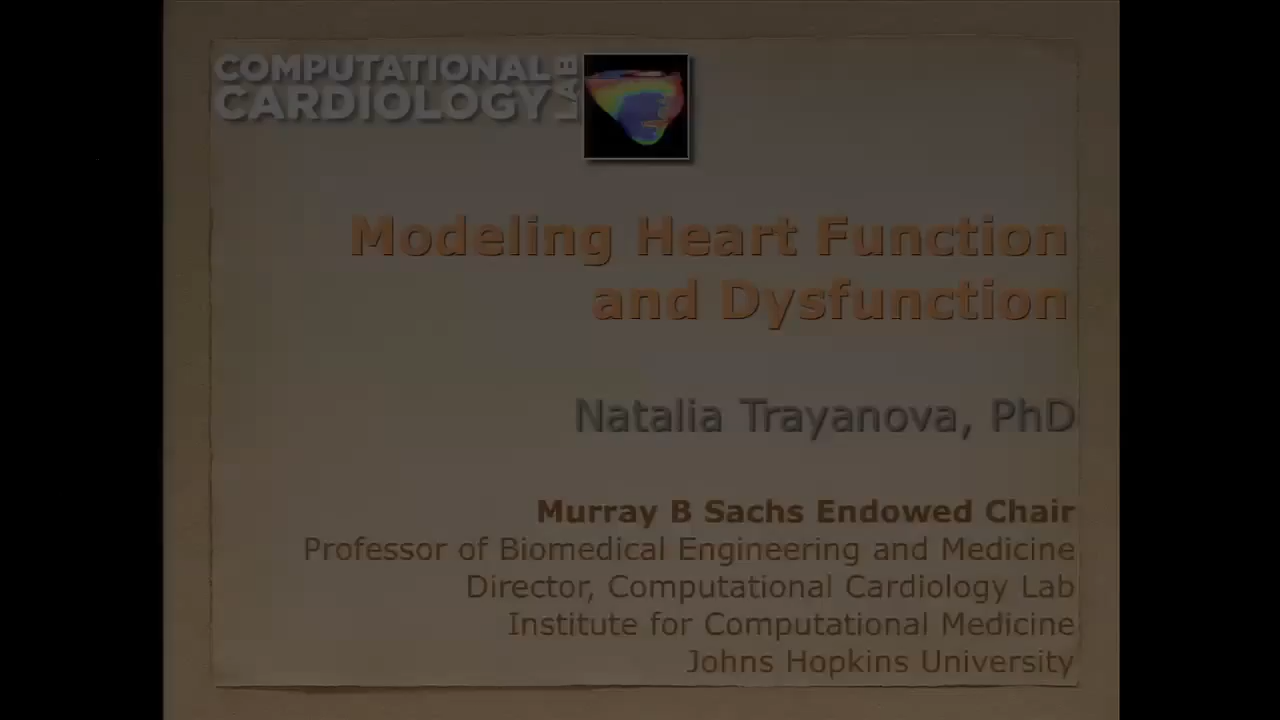 COMPUTATIONAL
CARDIOLOGY
LAB
Modeling Heart Function
and Dysfunction
Natalia Trayanova, PhD
Murray B Sachs Endowed Chair
Professor of Biomedical Engineering and Medicine
Director, Computational Cardiology Lab
Institute for Computational Medicine
Johns Hopkins University